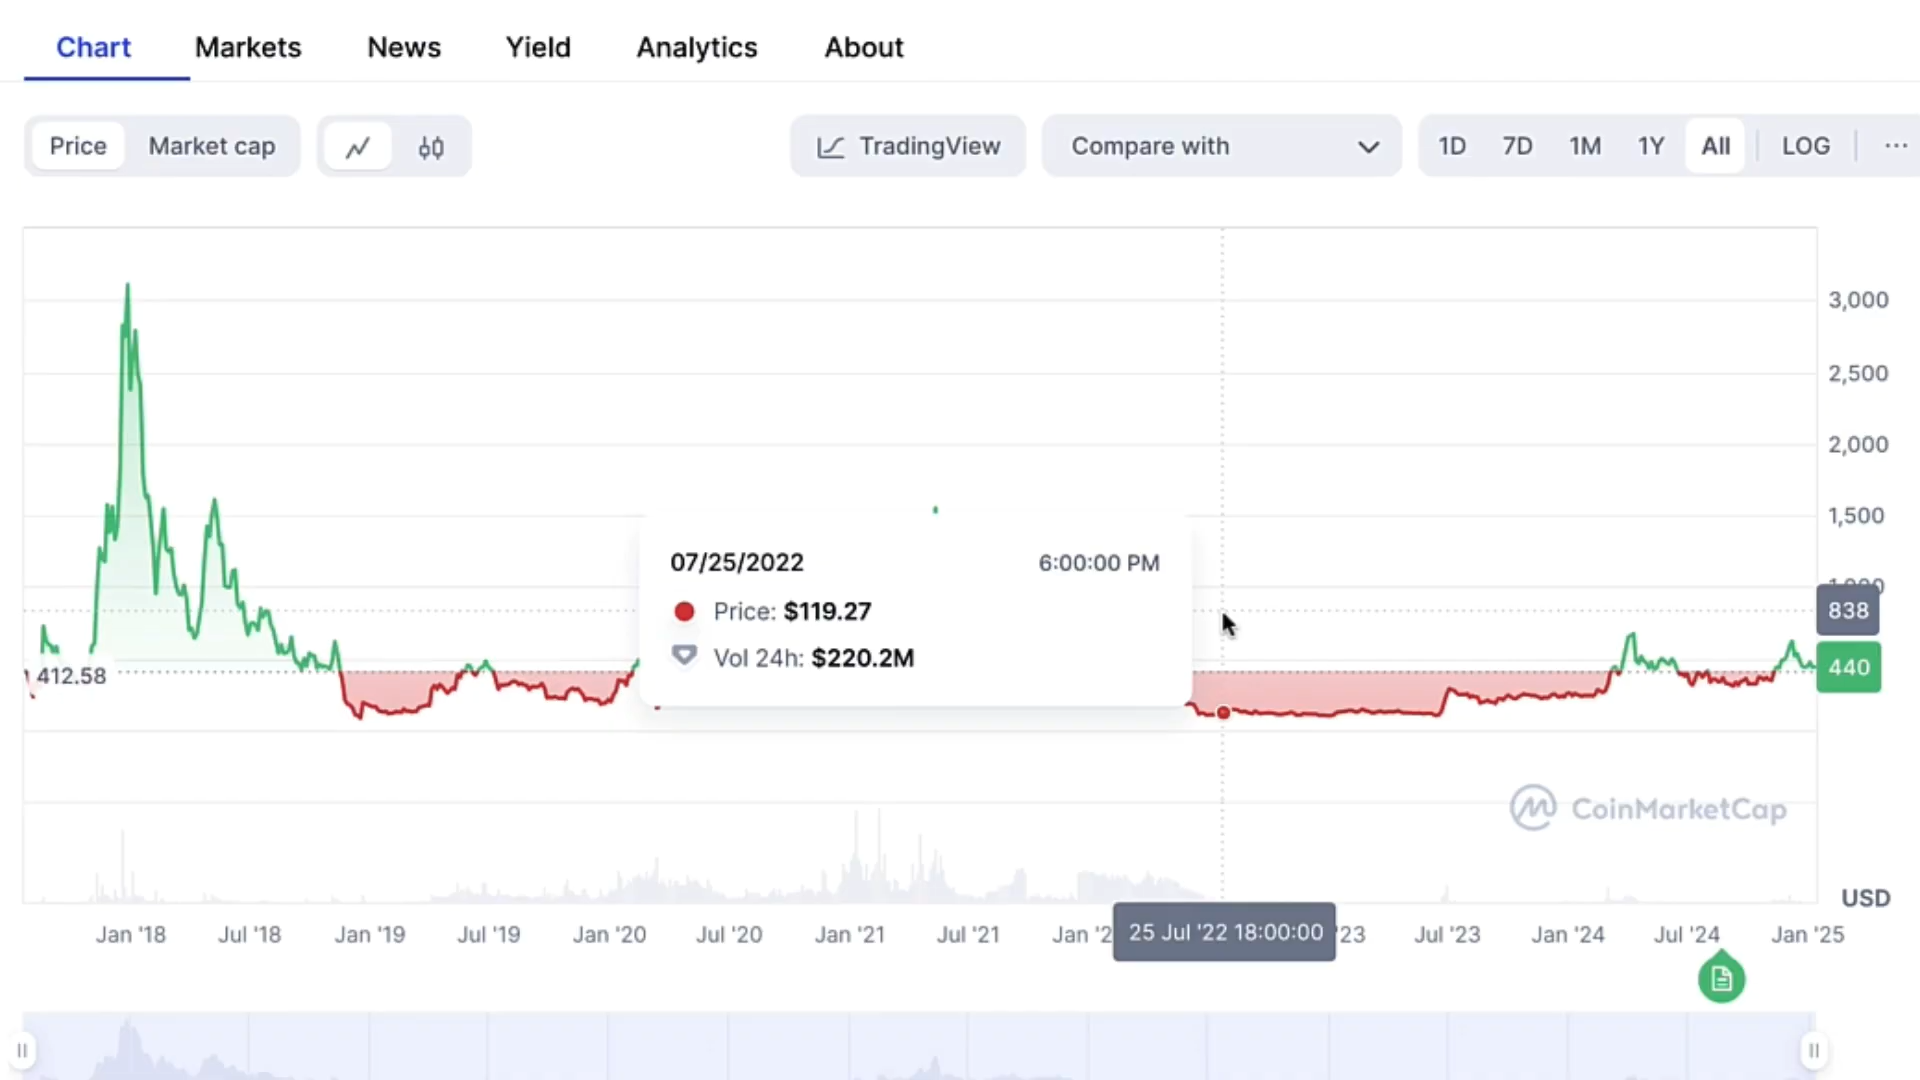 Chart Markets News Yield Analytics About
Price Market cap TradingView Compare with 1D 7D 1M 1Y All LOG
3,000
2,500
2,000
1,500
07/25/2022 6:00:00 PM
Price: $119.27
838
Vol 24h: $220.2M
440
412.58
CoinMarketCap
USD
Jan '18 Jul '18 Jan '19 Jul '19 Jan '20 Jul '20 Jan '21 Jul '21 Jan '2 25 Jul '22 18:00:00 '23 Jul '23 Jan '24 Jul '24 Jan '25